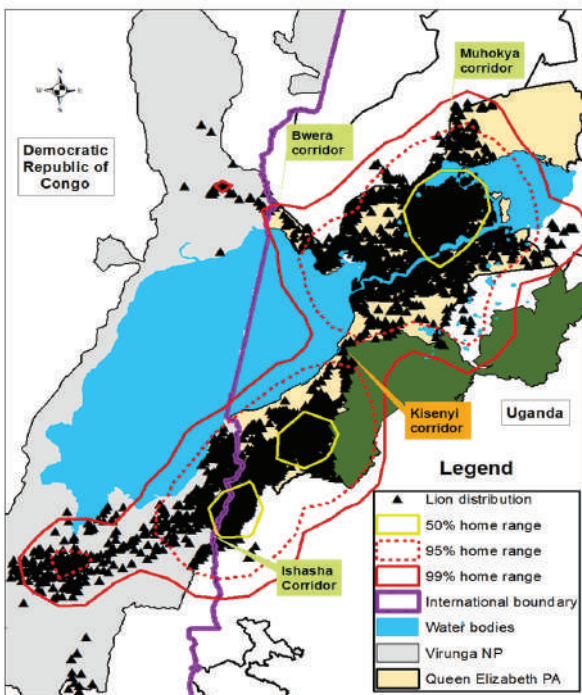 Muhokya
corridor
N
W E
S
Bwera
corridor
Democratic
Republic of
Congo
Kisenyi
corridor
Uganda
Ishasha
Corridor
Legend
Lion distribution
50% home range
95% home range
99% home range
International boundary
Water bodies
Virunga NP
Queen Elizabeth PA